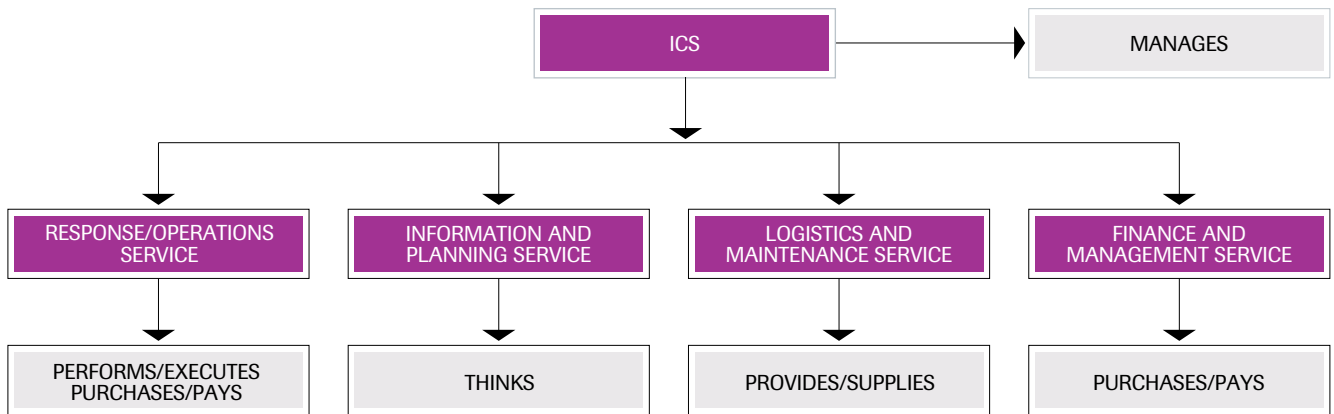 ICS
MANAGES
RESPONSE/OPERATIONS
SERVICE
INFORMATION AND
PLANNING SERVICE
LOGISTICS AND
MAINTENANCE SERVICE
FINANCE AND
MANAGEMENT SERVICE
PERFORMS/EXECUTES
PURCHASES/PAYS
THINKS
PROVIDES/SUPPLIES
PURCHASES/PAYS